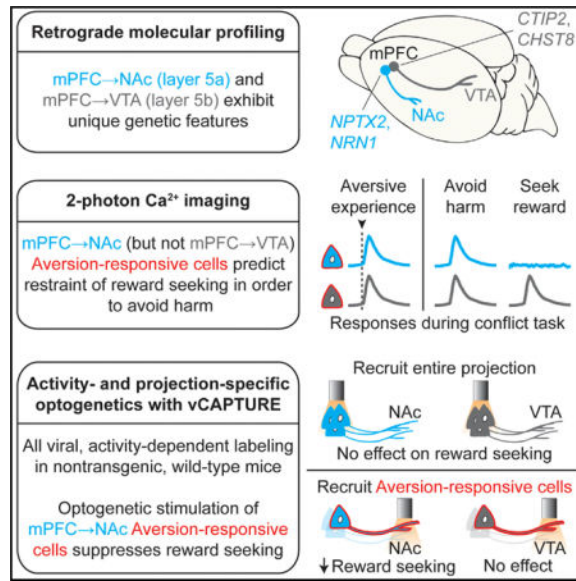 Retrograde molecular profiling
mPFC→NAc (layer 5a) and
mPFC→VTA (layer 5b) exhibit
unique genetic features
CTIP2,
CHST8
mPFC
VTA
NAc
NPTX2,
NRN1
2-photon Ca²⁺ imaging
mPFC→NAc (but not mPFC→VTA)
Aversion-responsive cells predict
restraint of reward seeking in order
to avoid harm
Aversive
experience
Avoid
harm
Seek
reward
Responses during conflict task
Activity- and projection-specific
optogenetics with vCAPTURE
All viral, activity-dependent labeling
in nontransgenic, wild-type mice
Optogenetic stimulation of
mPFC→NAc Aversion-responsive
cells suppresses reward seeking
Recruit entire projection
NAc
VTA
No effect on reward seeking
Recruit Aversion-responsive cells
NAc
VTA
↓Reward seeking
No effect